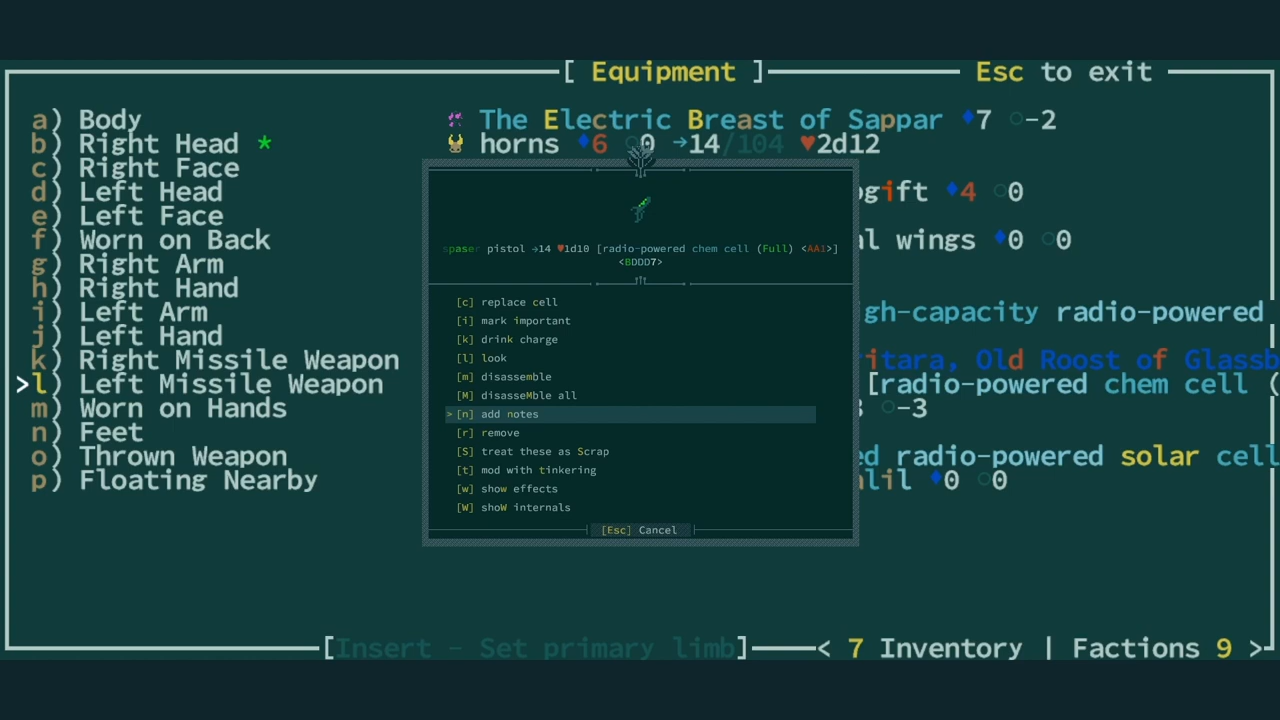 [ Equipment ] Esc to exit
a) Body The Electric Breast of Sappar ♦7 ○-2
b) Right Head * horns ♦6 ○0 →14/104 ♥2d12
c) Right Face
d) Left Head ♦4 ○0
e) Left Face
f) Worn on Back wings ♦0 ○0
g) Right Arm
h) Right Hand
i) Left Arm gh-capacity radio-powered
j) Left Hand
k) Right Missile Weapon ritara, Old Roost of Glassb
>l) Left Missile Weapon [radio-powered chem cell (
m) Worn on Hands ○-3
n) Feet
o) Thrown Weapon ed radio-powered solar cell
p) Floating Nearby lil ♦0 ○0
spaser pistol →14 ♥1d10 [radio-powered chem cell (Full) <AA1>]
<BDDD7>
[c] replace cell
[i] mark important
[k] drink charge
[l] look
[m] disassemble
[M] disasseMble all
> [n] add notes
[r] remove
[S] treat these as Scrap
[t] mod with tinkering
[w] show effects
[W] shoW internals
[Esc] Cancel
[Insert - Set primary limb] < 7 Inventory | Factions 9 >